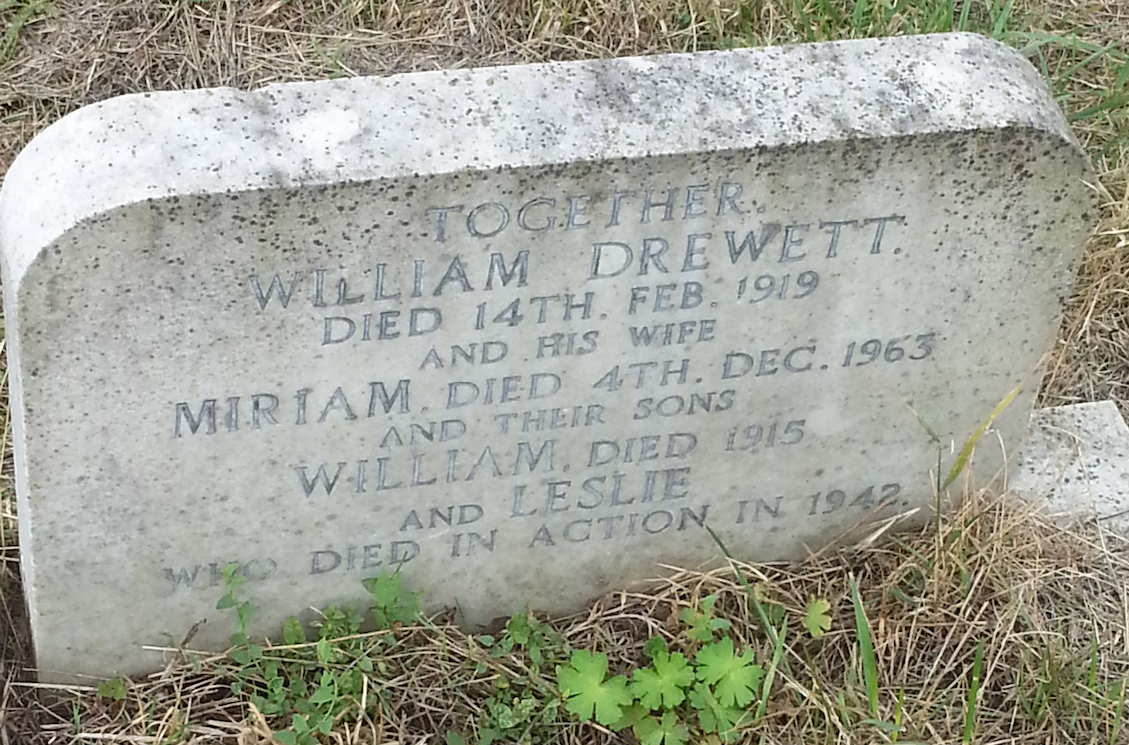 TOGETHER.
WILLIAM DREWETT.
DIED 14TH. FEB. 1919
AND HIS WIFE
MIRIAM. DIED 4TH. DEC. 1963
AND THEIR SONS
WILLIAM. DIED 1915
AND LESLIE
WHO DIED IN ACTION IN 1942.